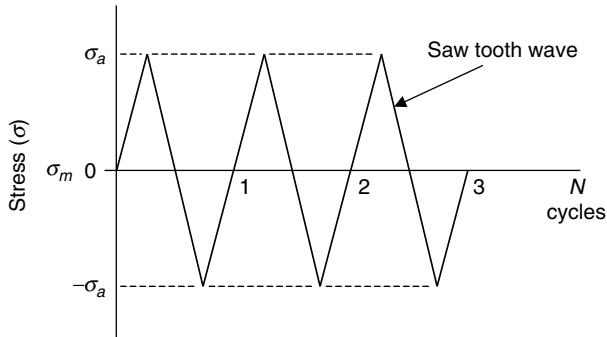 σa
Saw tooth wave
Stress (σ)
σm 0
1 2 3 N
cycles
−σa